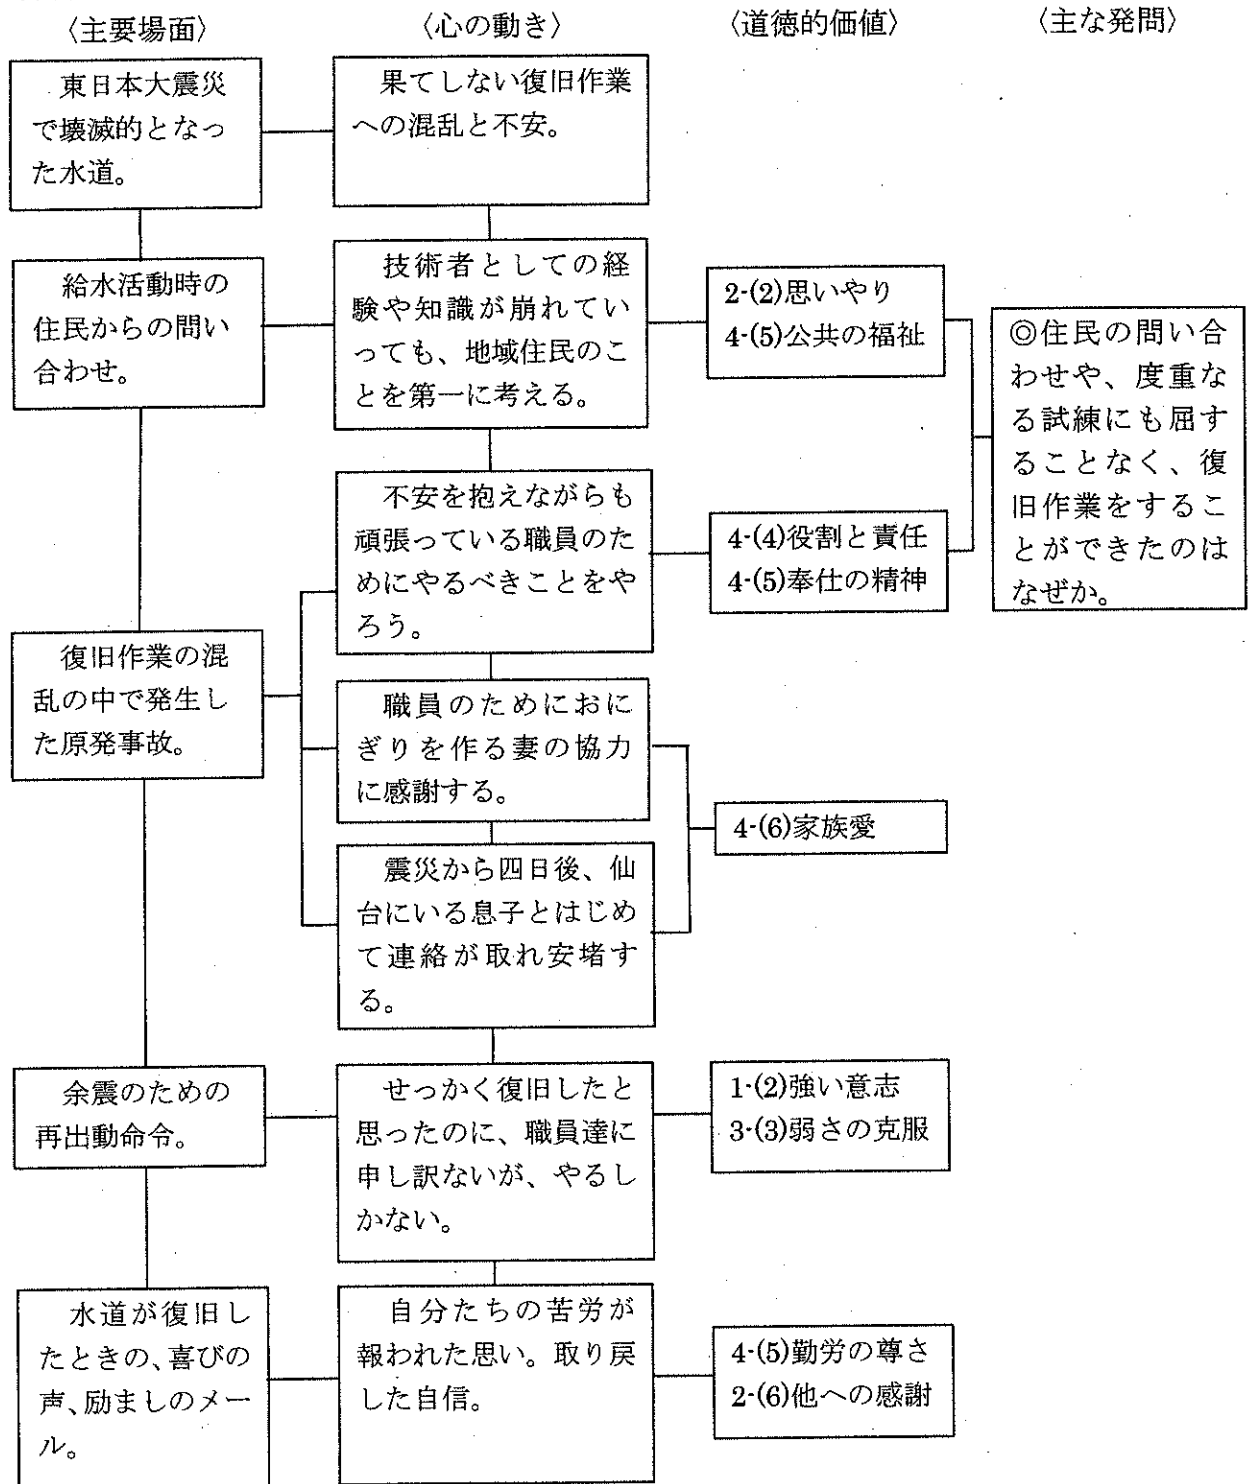 〈主要場面〉
〈心の動き〉
〈道徳的価値〉
〈主な発問〉
東日本大震災
で壊滅的となっ
た水道。
果てしない復旧作業
への混乱と不安。
給水活動時の
住民からの問い
合わせ。
技術者としての経
験や知識が崩れてい
っても、地域住民のこ
とを第一に考える。
2-(2)思いやり
4-(5)公共の福祉
◎住民の問い合
わせや、度重な
る試練にも屈す
ることなく、復
旧作業をするこ
とができたのは
なぜか。
不安を抱えながらも
頑張っている職員のた
めにやるべきことをや
ろう。
4-(4)役割と責任
4-(5)奉仕の精神
復旧作業の混
乱の中で発生し
た原発事故。
職員のためにおに
ぎりを作る妻の協力
に感謝する。
4-(6)家族愛
震災から四日後、仙
台にいる息子とはじめ
て連絡が取れ安堵す
る。
余震のための
再出動命令。
せっかく復旧したと
思ったのに、職員達に
申し訳ないが、やるし
かない。
1-(2)強い意志
3-(3)弱さの克服
水道が復旧し
たときの、喜びの
声、励ましのメー
ル。
自分たちの苦労が
報われた思い。取り戻
した自信。
4-(5)勤労の尊さ
2-(6)他への感謝